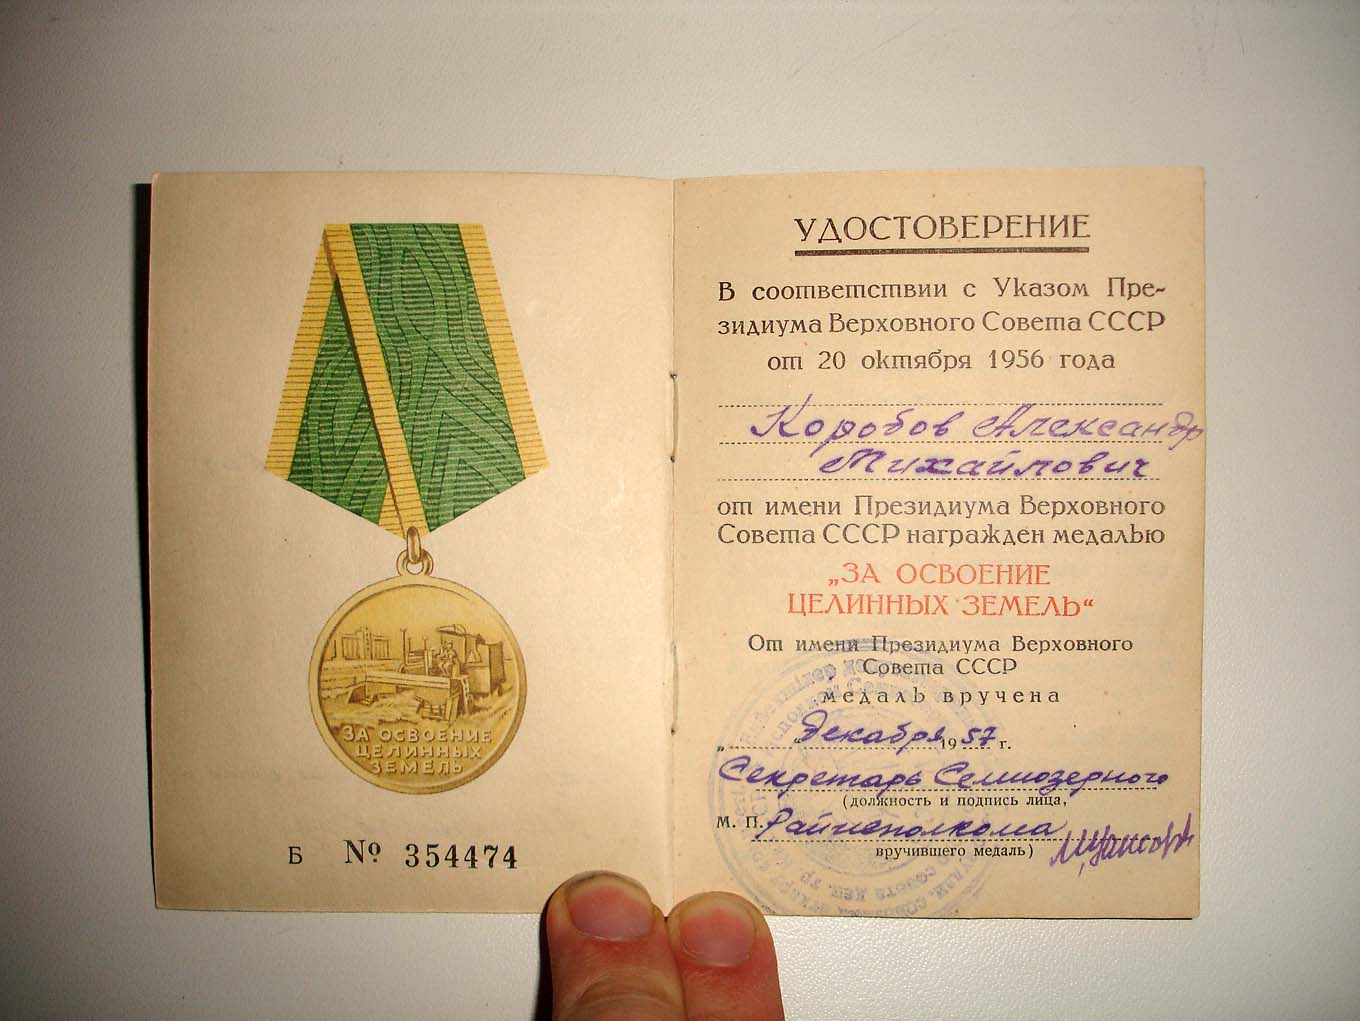 ЗА ОСВОЕНИЕ
ЦЕЛИННЫХ
ЗЕМЕЛЬ
Б № 354474
УДОСТОВЕРЕНИЕ
В соответствии с Указом Пре-
зидиума Верховного Совета СССР
от 20 октября 1956 года
Коробов Александр
Михайлович
от имени Президиума Верховного
Совета СССР награжден медалью
„ЗА ОСВОЕНИЕ
ЦЕЛИННЫХ ЗЕМЕЛЬ“
От имени Президиума Верховного
Совета СССР
медаль вручена
„ “ декабря 1957 г.
Секретарь Семиозерного
(должность и подпись лица,
М. П. Райисполкома
вручившего медаль)